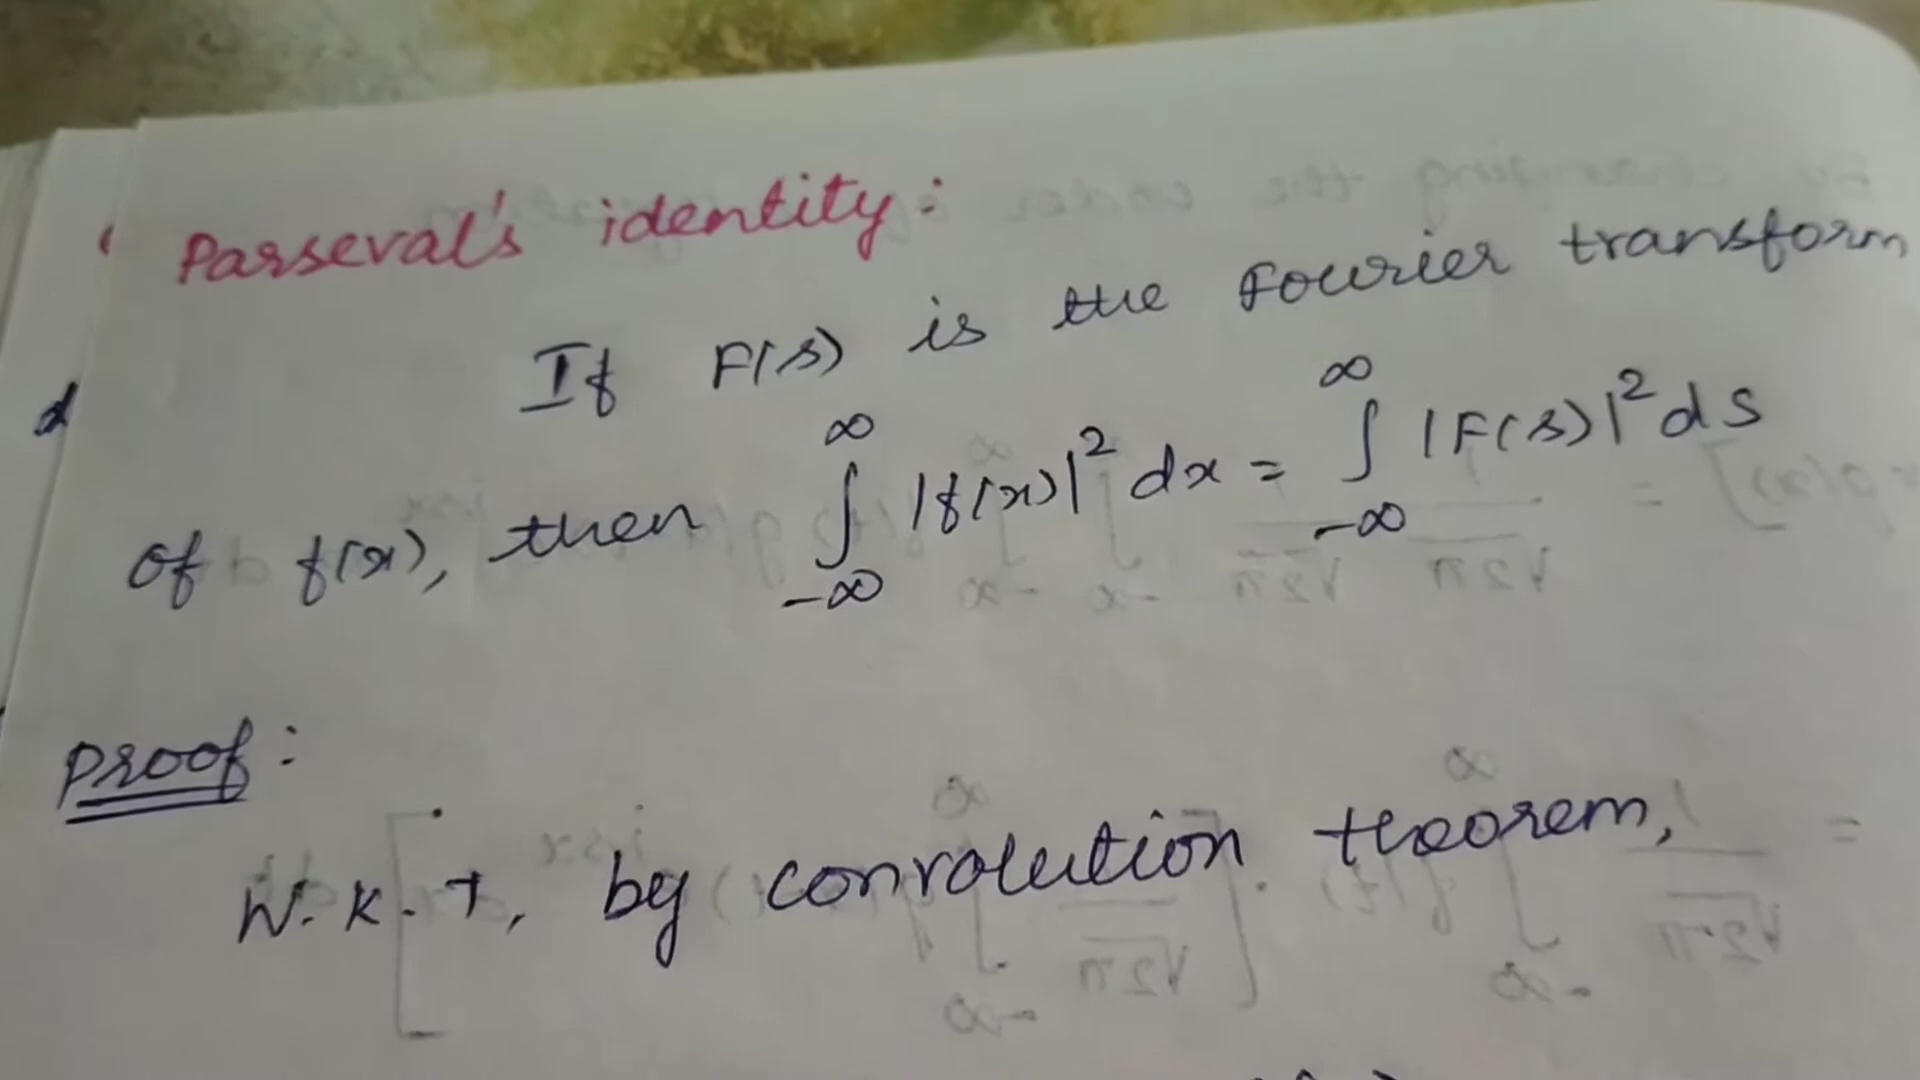 Parseval's identity:
If F(s) is the Fourier transform
of f(x), then ∫_{-∞}^{∞} |f(x)|² dx = ∫_{-∞}^{∞} |F(s)|² ds
Proof:
W.K.T, by convolution theorem,